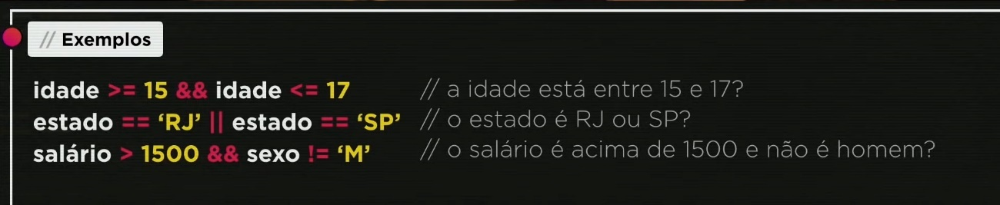 // Exemplos
idade >= 15 && idade <= 17 // a idade está entre 15 e 17?
estado == ‘RJ’ || estado == ‘SP’ // o estado é RJ ou SP?
salário > 1500 && sexo != ‘M’ // o salário é acima de 1500 e não é homem?